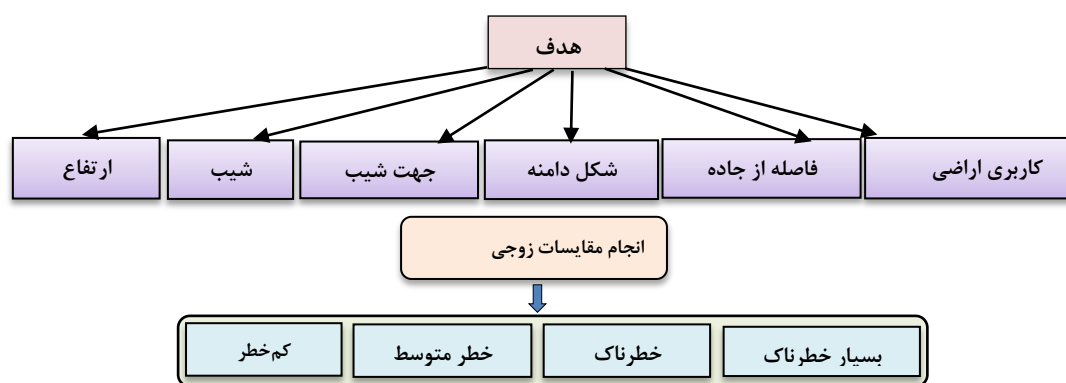 هدف
کاربری اراضی
فاصله از جاده
شکل دامنه
جهت شیب
شیب
ارتفاع
انجام مقایسات زوجی
بسیار خطرناک
خطرناک
خطر متوسط
کم‌خطر